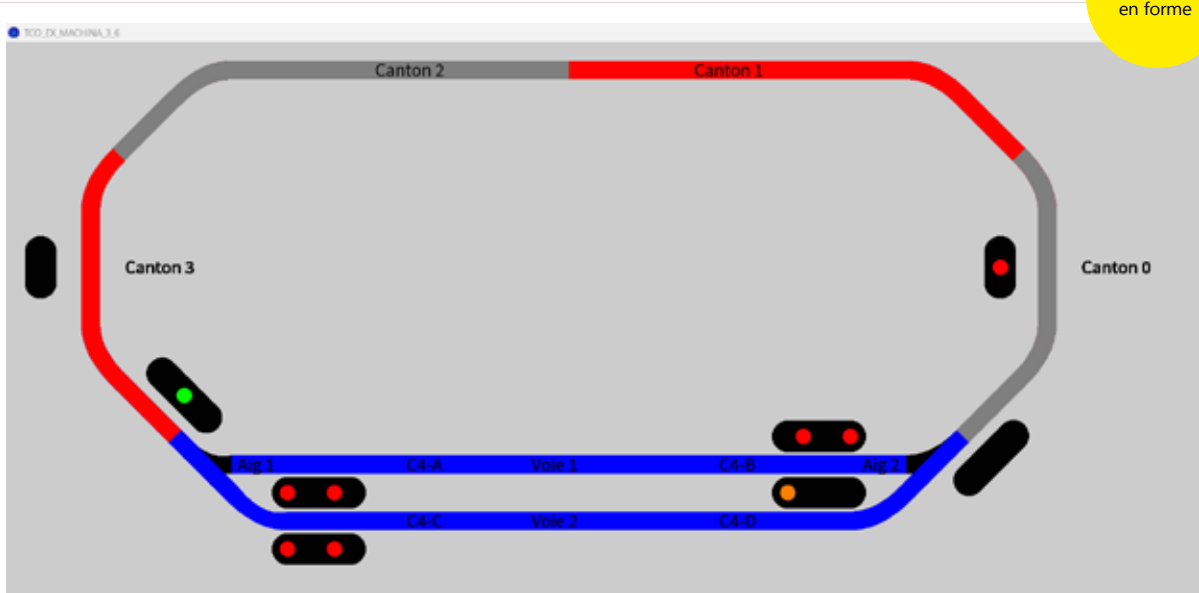 en forme
TCO_EX_MACHINA_3_6
Canton 2
Canton 1
Canton 3
Canton 0
Aig 1
C4-A
Voie 1
C4-B
Aig 2
C4-C
Voie 2
C4-D